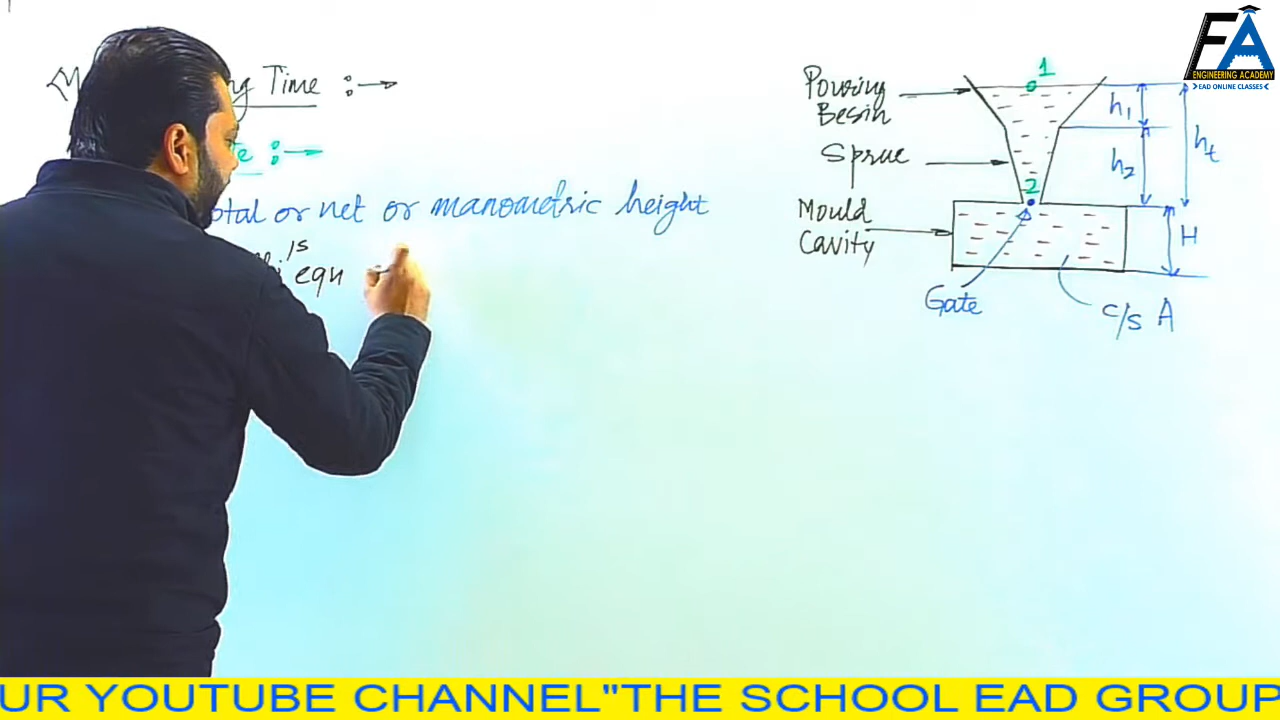 Time :→
:→
otal or net or manometric height
's eqn
Pouring
Besin
Sprue
Mould
Cavity
Gate
c/s A
1
2
h1
h2
ht
H
EA
ENGINEERING ACADEMY
EAD ONLINE CLASSES
UR YOUTUBE CHANNEL "THE SCHOOL EAD GROUP